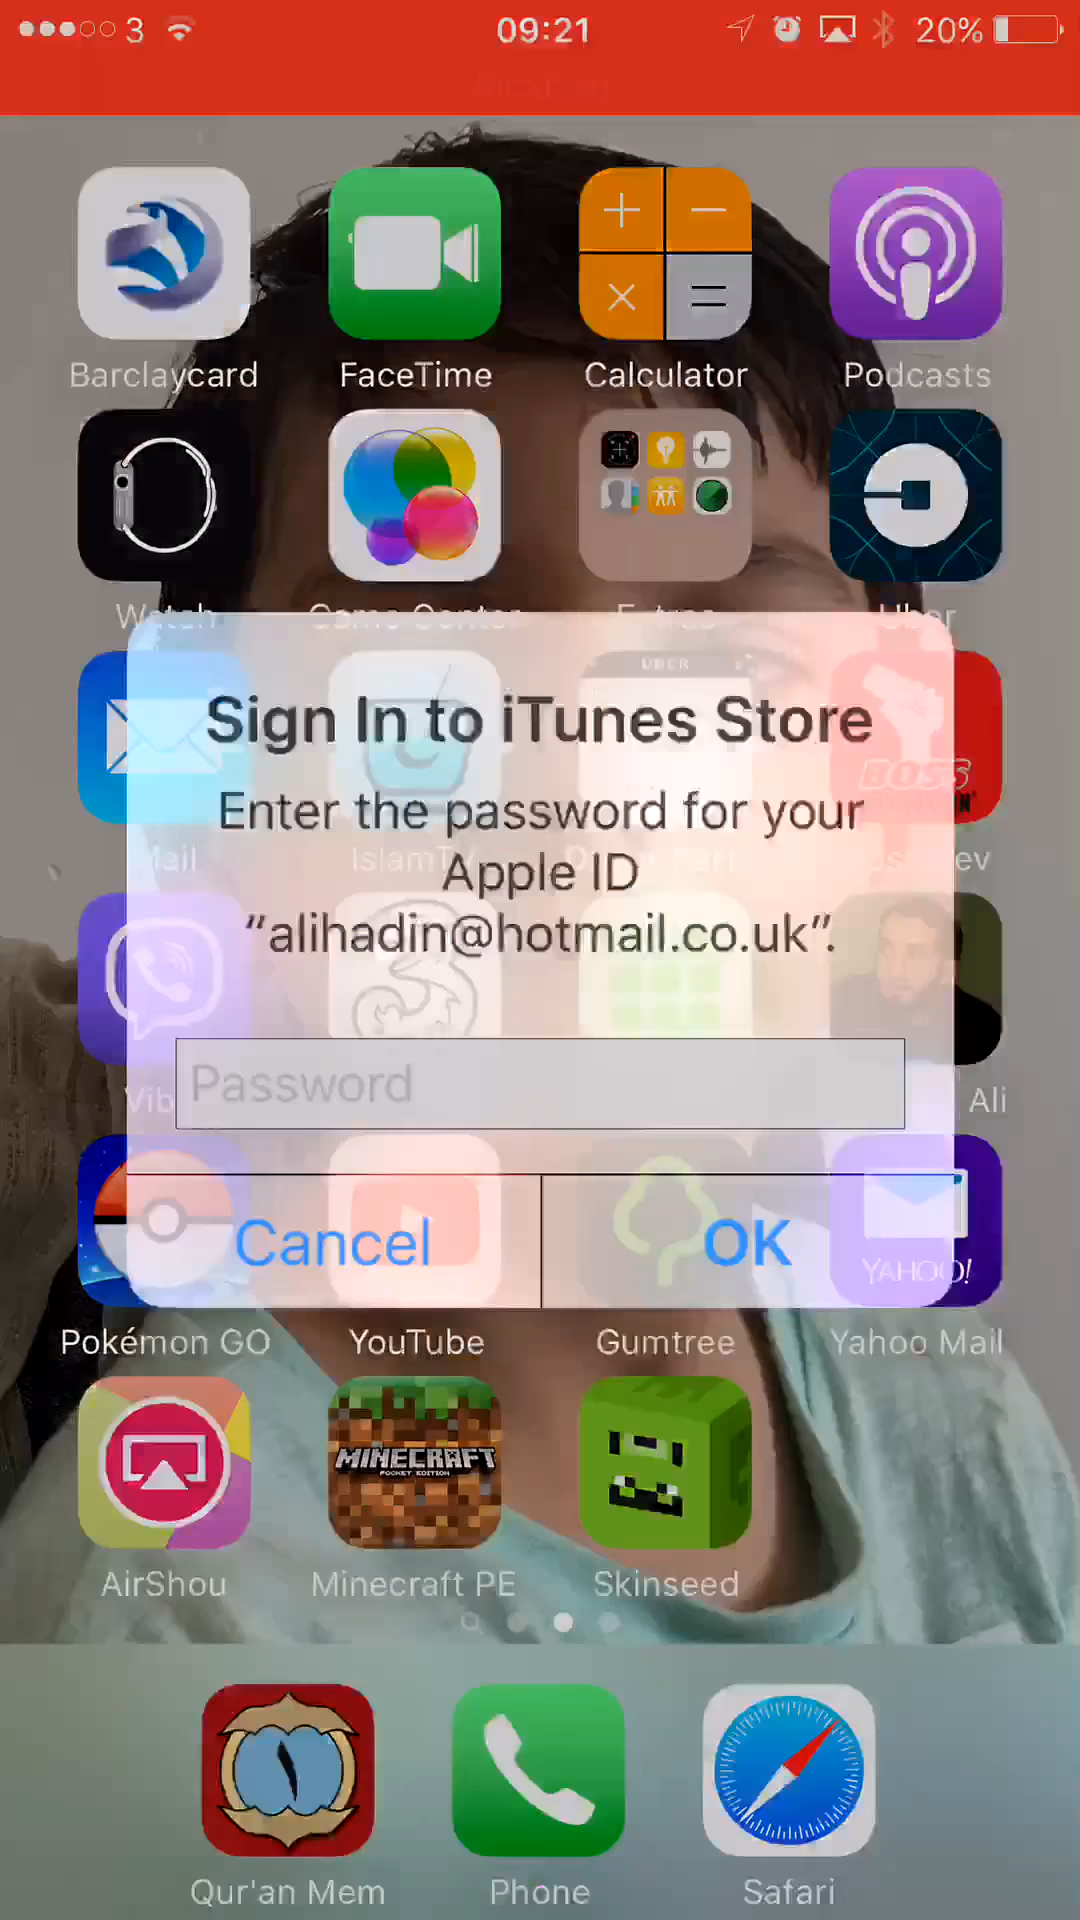 3 09:21 20%
Barclaycard FaceTime Calculator Podcasts
Watch Game Center Extras Uber
UBER
BOSS
Sign In to iTunes Store
Enter the password for your
Apple ID
“alihadin@hotmail.co.uk”.
Mail IslamTV
Password
Vib Ali
Cancel OK
YAHOO!
Pokémon GO YouTube Gumtree Yahoo Mail
MINECRAFT
POCKET EDITION
AirShou Minecraft PE Skinseed
Qur'an Mem Phone Safari